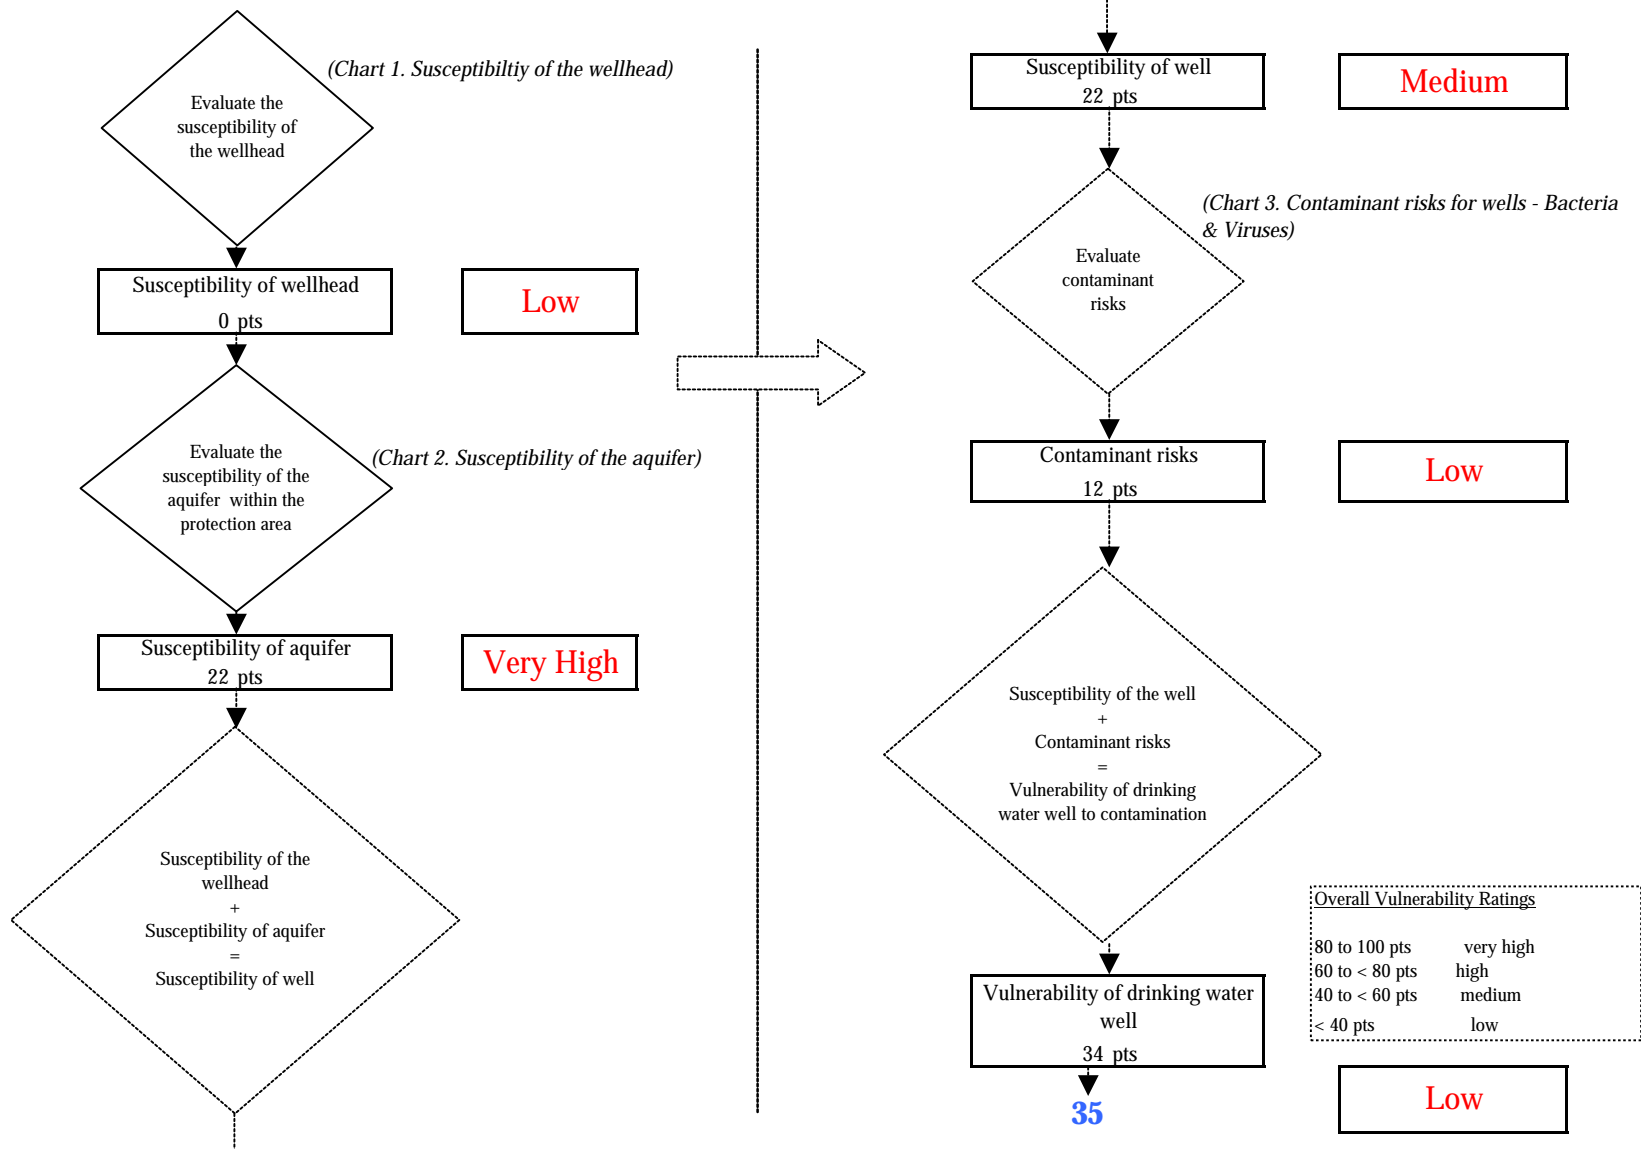 (Chart 1. Susceptibiltiy of the wellhead)
Evaluate the
susceptibility of
the wellhead
Susceptibility of wellhead
0 pts
Low
Evaluate the
susceptibility of the
aquifer within the
protection area
(Chart 2. Susceptibility of the aquifer)
Susceptibility of aquifer
22 pts
Very High
Susceptibility of the
wellhead
+
Susceptibility of aquifer
=
Susceptibility of well
Susceptibility of well
22 pts
Medium
(Chart 3. Contaminant risks for wells - Bacteria
& Viruses)
Evaluate
contaminant
risks
Contaminant risks
12 pts
Low
Susceptibility of the well
+
Contaminant risks
=
Vulnerability of drinking
water well to contamination
Overall Vulnerability Ratings
80 to 100 pts very high
60 to < 80 pts high
40 to < 60 pts medium
< 40 pts low
Vulnerability of drinking water
well
34 pts
35
Low